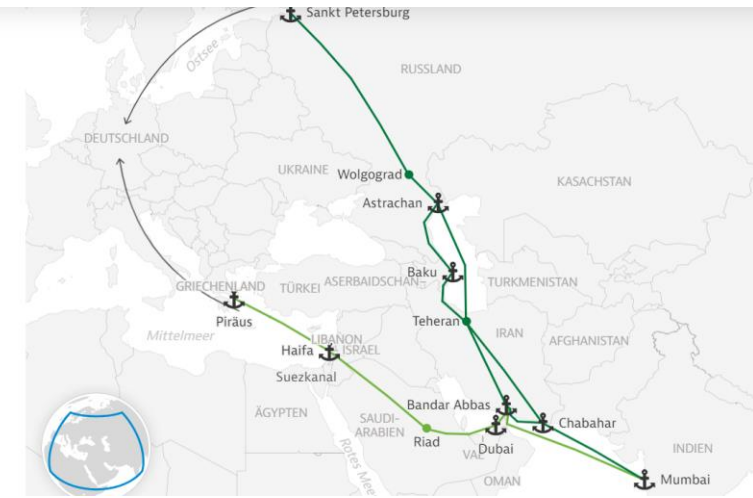 Sankt Petersburg
Ostsee
RUSSLAND
DEUTSCHLAND
UKRAINE
Wolgograd
KASACHSTAN
Astrachan
Baku
GRIECHENLAND
TÜRKEI
ASERBAIDSCHAN
TURKMENISTAN
Piräus
Teheran
IRAN
AFGHANISTAN
Mittelmeer
LIBANON
Haifa
ISRAEL
Suezkanal
ÄGYPTEN
SAUDI-
ARABIEN
Bandar Abbas
Chabahar
Riad
Dubai
Rotes Mee
VAE
OMAN
INDIEN
Mumbai